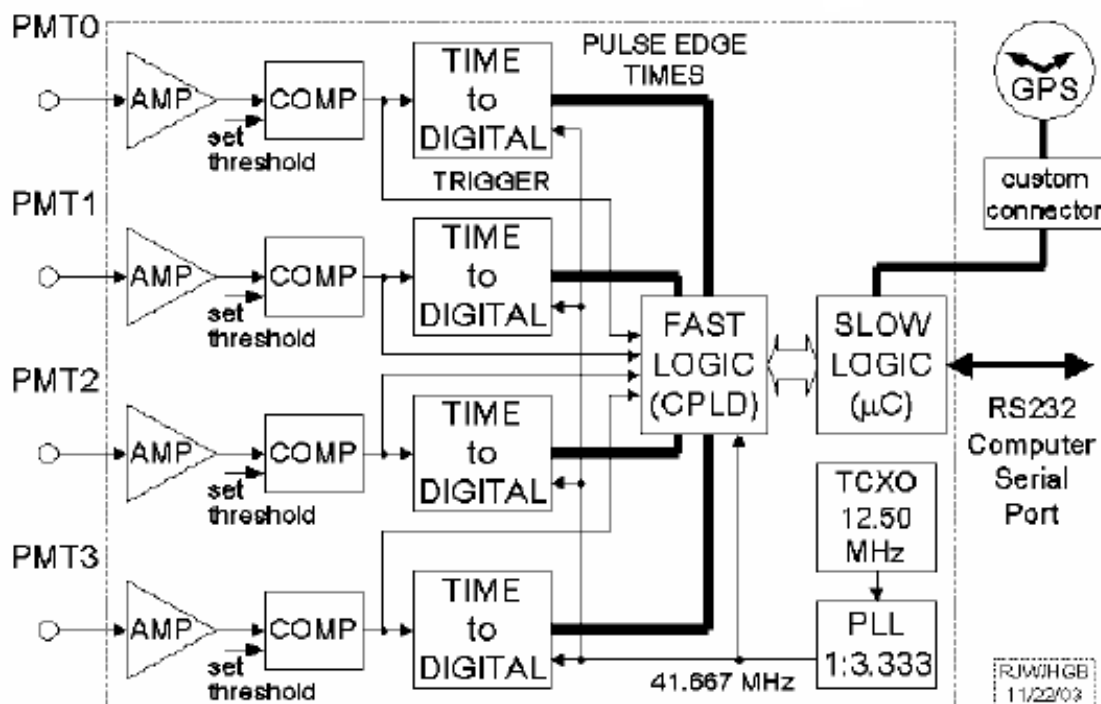 PMT0
AMP
set
threshold
COMP
TIME
to
DIGITAL
PULSE EDGE
TIMES
GPS
custom
connector
TRIGGER
PMT1
AMP
set
threshold
COMP
TIME
to
DIGITAL
FAST
LOGIC
(CPLD)
SLOW
LOGIC
(µC)
RS232
Computer
Serial
Port
PMT2
AMP
set
threshold
COMP
TIME
to
DIGITAL
TCXO
12.50
MHz
PMT3
AMP
set
threshold
COMP
TIME
to
DIGITAL
PLL
1:3.333
41.667 MHz
RJW/HGB
11/22/03